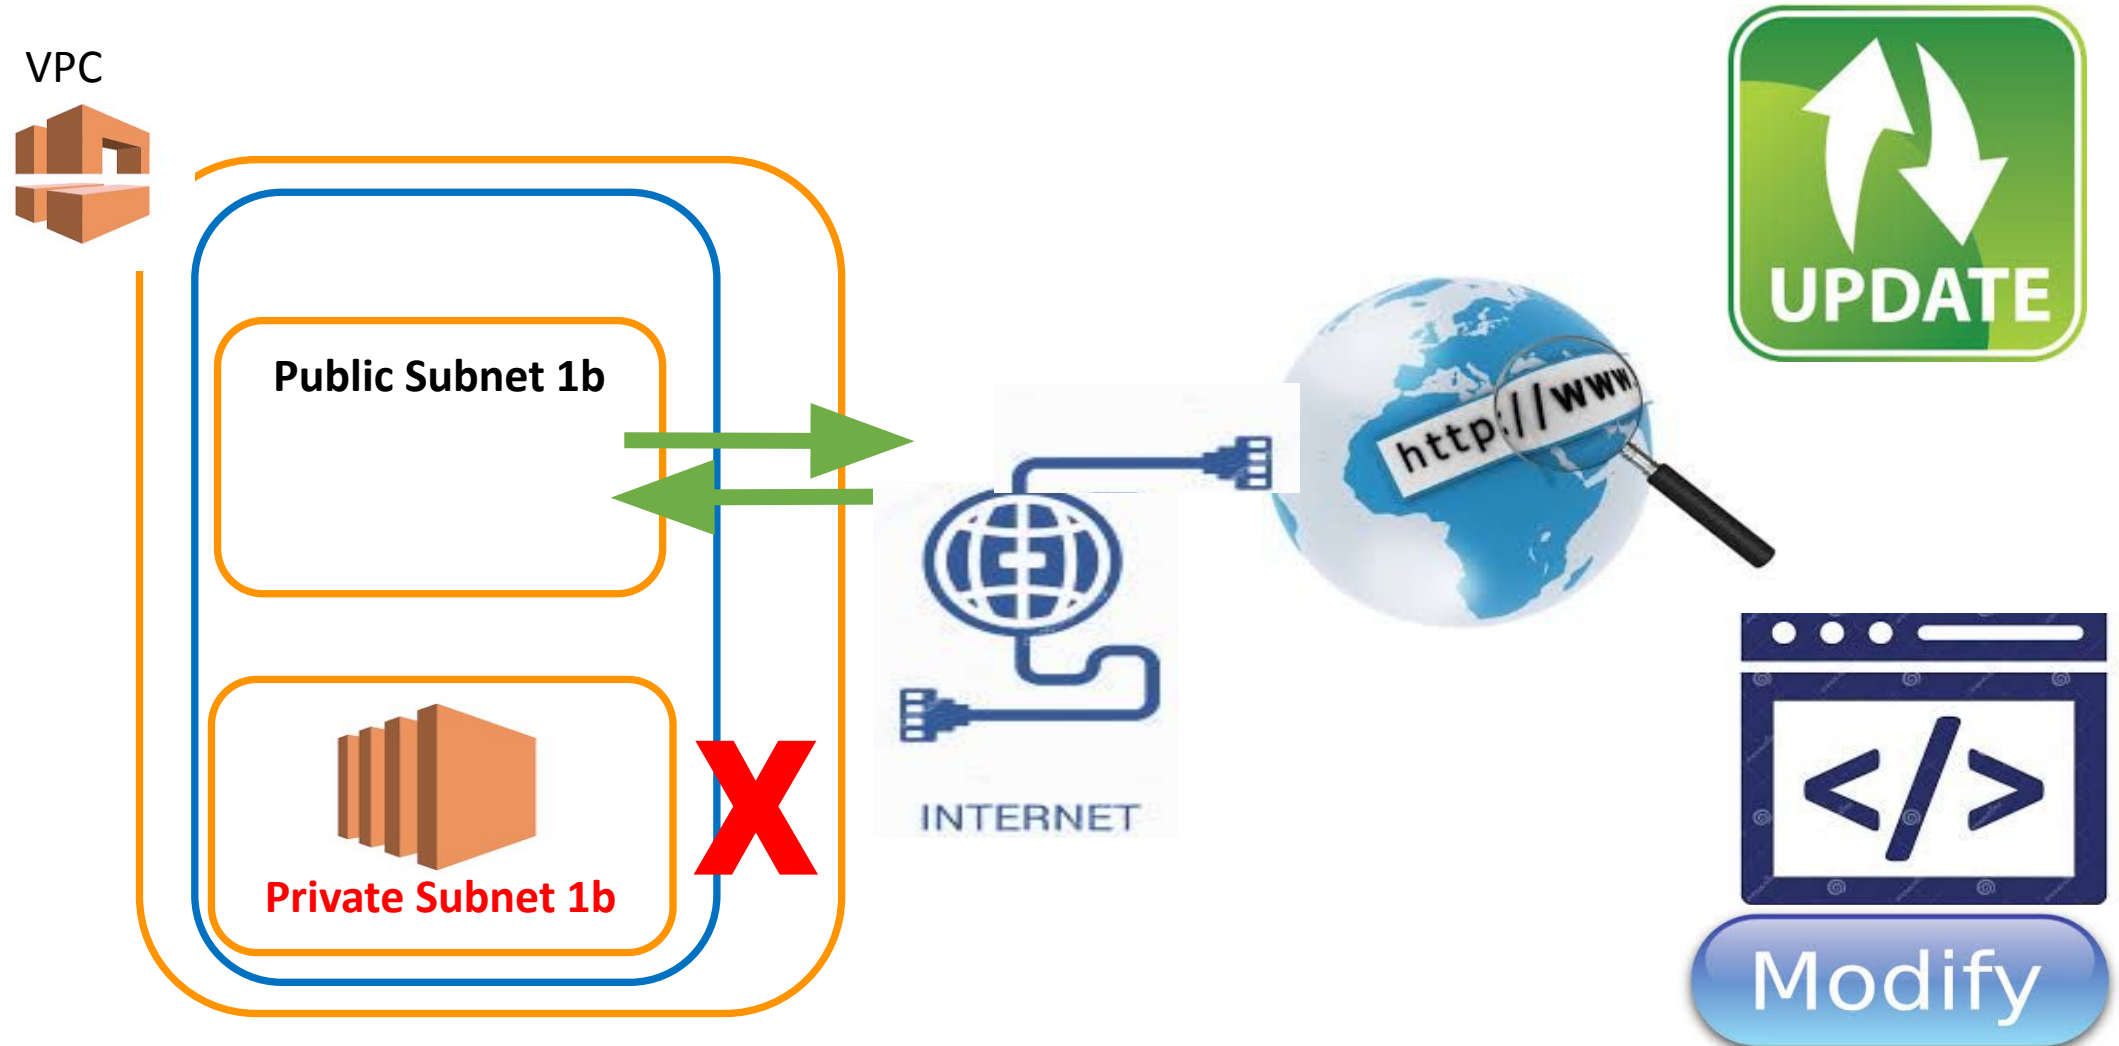 VPC
UPDATE
Public Subnet 1b
http://www.
X
INTERNET
</>
Private Subnet 1b
Modify